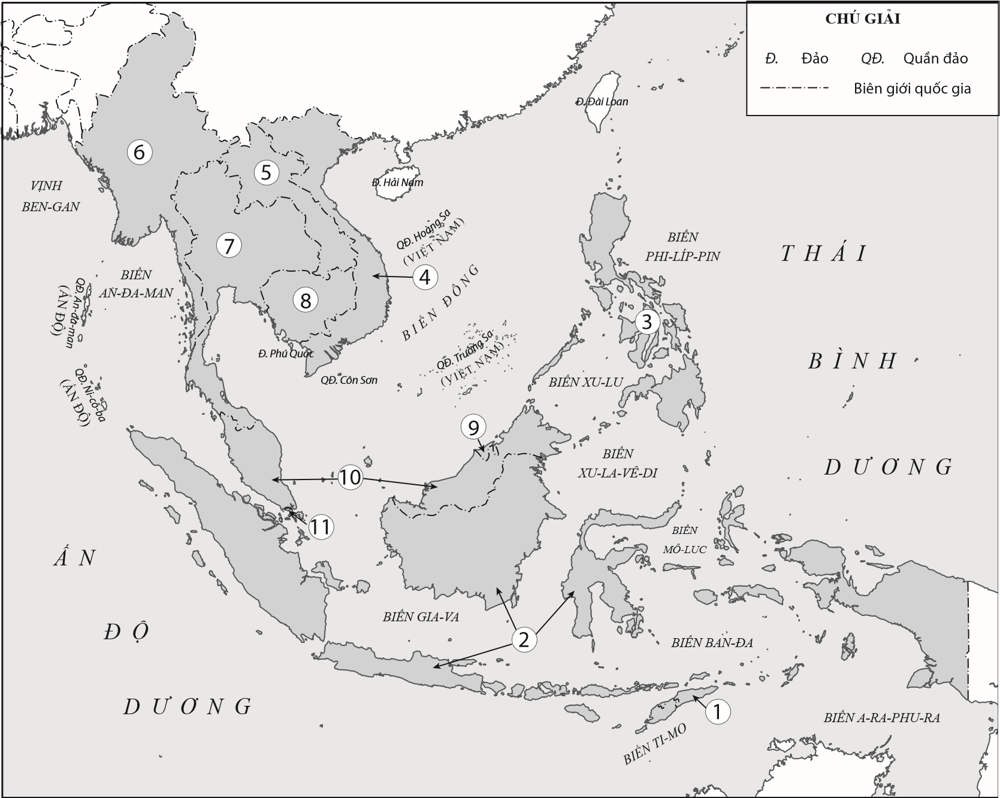 CHÚ GIẢI
Đ. Đảo QĐ. Quần đảo
Biên giới quốc gia
Đ. Đài Loan
6
5
VỊNH
BEN-GAN
Đ. Hải Nam
QĐ. Hoàng Sa
(VIỆT NAM)
7
4
BIỂN
PHI-LÍP-PIN
THÁI
BÌNH
DƯƠNG
BIỂN
AN-ĐA-MAN
QĐ. An-đa-man
(ẤN ĐỘ)
8
BIỂN ĐÔNG
3
Đ. Phú Quốc
QĐ. Côn Sơn
QĐ. Trường Sa
(VIỆT NAM)
BIỂN XU-LU
QĐ. Ni-cô-ba
(ẤN ĐỘ)
9
BIỂN
XU-LA-VÊ-DI
10
11
BIỂN
MÔ-LUC
ẤN
ĐỘ
DƯƠNG
BIỂN GIA-VA
2
BIỂN BAN-ĐA
1
BIỂN TI-MO
BIỂN A-RA-PHU-RA